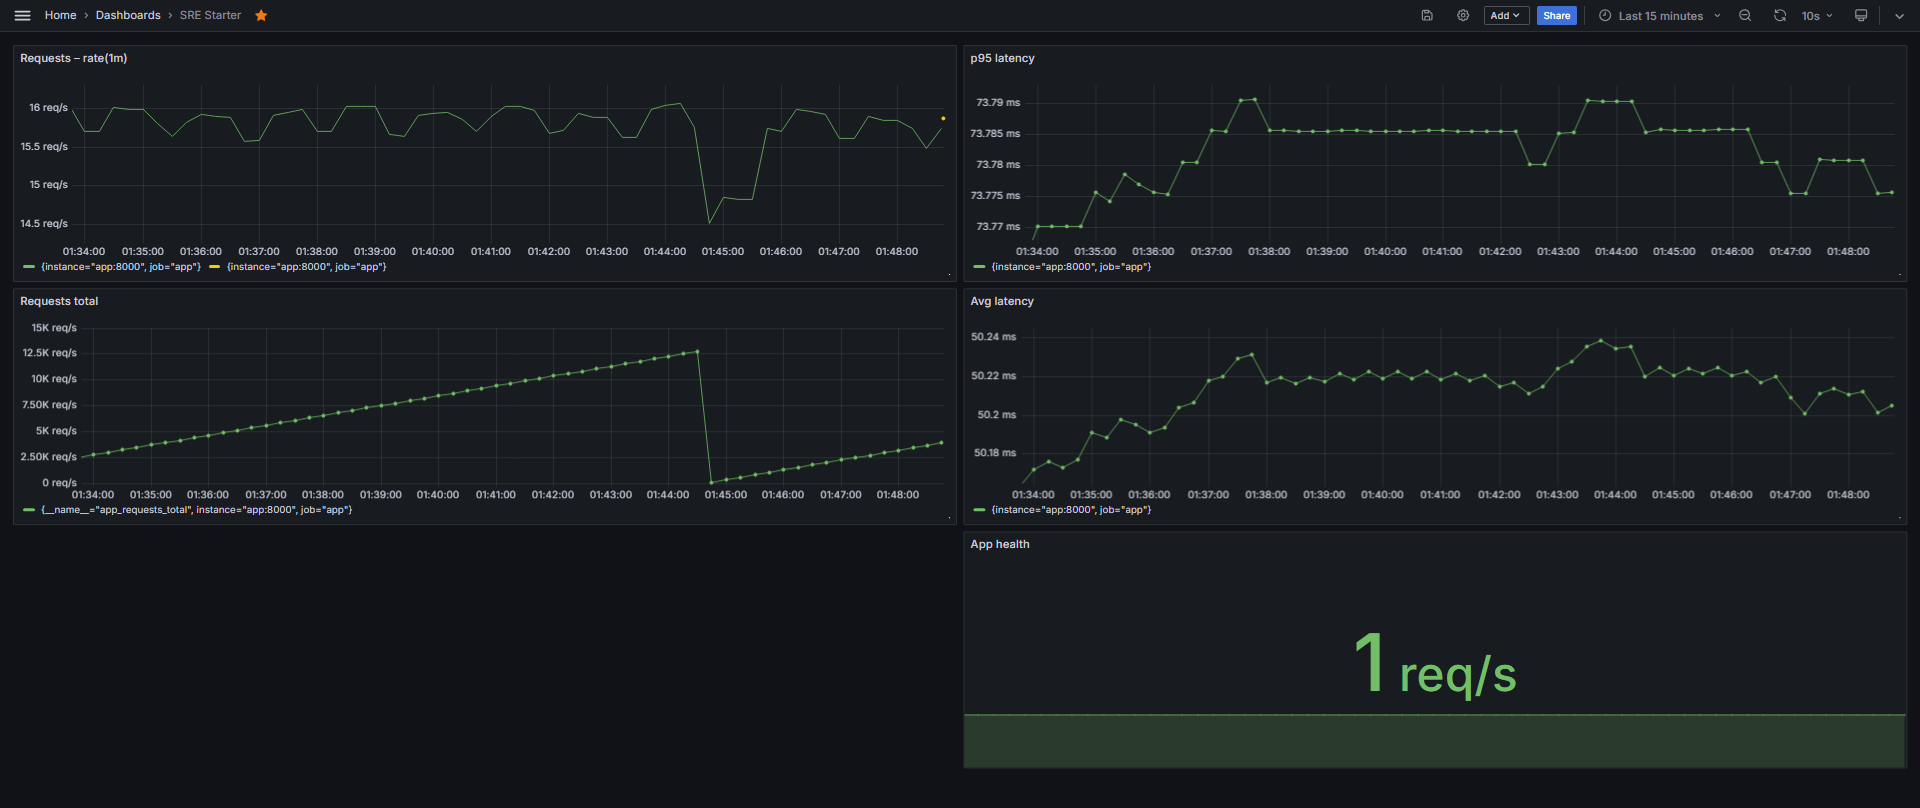 Home › Dashboards › SRE Starter
Add
Share
Last 15 minutes
10s
Requests – rate(1m)
16 req/s
15.5 req/s
15 req/s
14.5 req/s
01:34:00 01:35:00 01:36:00 01:37:00 01:38:00 01:39:00 01:40:00 01:41:00 01:42:00 01:43:00 01:44:00 01:45:00 01:46:00 01:47:00 01:48:00
{instance="app:8000", job="app"} {instance="app:8000", job="app"}
p95 latency
73.79 ms
73.785 ms
73.78 ms
73.775 ms
73.77 ms
01:34:00 01:35:00 01:36:00 01:37:00 01:38:00 01:39:00 01:40:00 01:41:00 01:42:00 01:43:00 01:44:00 01:45:00 01:46:00 01:47:00 01:48:00
{instance="app:8000", job="app"}
Requests total
15K req/s
12.5K req/s
10K req/s
7.50K req/s
5K req/s
2.50K req/s
0 req/s
01:34:00 01:35:00 01:36:00 01:37:00 01:38:00 01:39:00 01:40:00 01:41:00 01:42:00 01:43:00 01:44:00 01:45:00 01:46:00 01:47:00 01:48:00
{__name__="app_requests_total", instance="app:8000", job="app"}
Avg latency
50.24 ms
50.22 ms
50.2 ms
50.18 ms
01:34:00 01:35:00 01:36:00 01:37:00 01:38:00 01:39:00 01:40:00 01:41:00 01:42:00 01:43:00 01:44:00 01:45:00 01:46:00 01:47:00 01:48:00
{instance="app:8000", job="app"}
App health
1 req/s